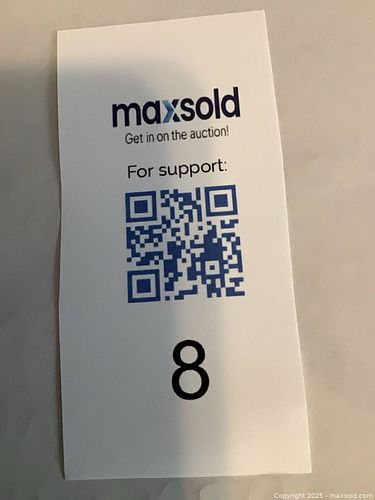 maxsold
Get in on the auction!
For support:
8
Copyright 2025 - maxsold.com